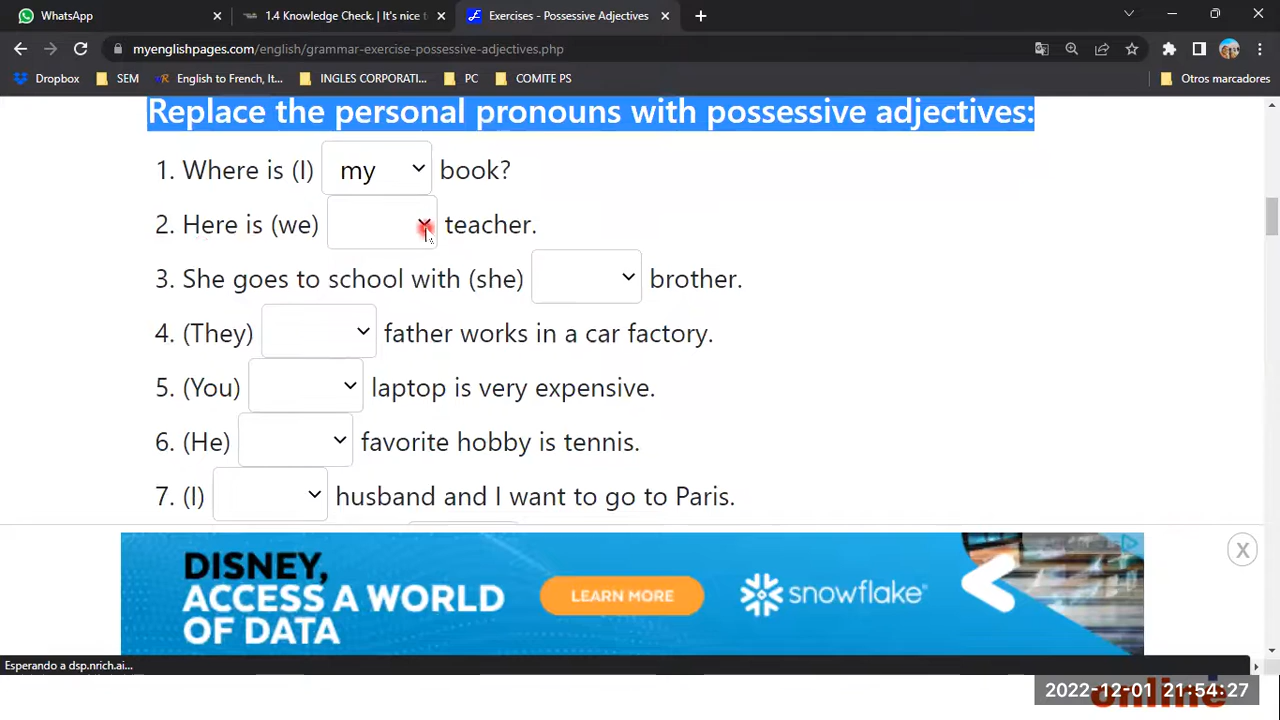 WhatsApp
1.4 Knowledge Check. | It's nice t
Exercises - Possessive Adjectives
myenglishpages.com/english/grammar-exercise-possessive-adjectives.php
Dropbox
SEM
English to French, It...
INGLES CORPORATI...
PC
COMITE PS
Otros marcadores
Replace the personal pronouns with possessive adjectives:
1. Where is (I) my book?
2. Here is (we) teacher.
3. She goes to school with (she) brother.
4. (They) father works in a car factory.
5. (You) laptop is very expensive.
6. (He) favorite hobby is tennis.
7. (I) husband and I want to go to Paris.
DISNEY,
ACCESS A WORLD
OF DATA
LEARN MORE
snowflake
X
Esperando a dsp.nrich.ai...
2022-12-01 21:54:27
online